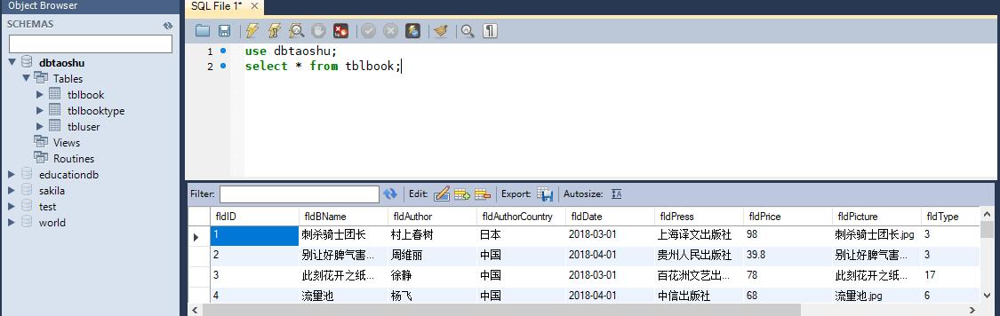 Object Browser
SCHEMAS
dbtaoshu
Tables
tblbook
tblbooktype
tbluser
Views
Routines
educationdb
sakila
test
world
SQL File 1*
1 use dbtaoshu;
2 select * from tblbook;
Filter: Edit: Export: Autosize:
fldID fldBName fldAuthor fldAuthorCountry fldDate fldPress fldPrice fldPicture fldType
1 刺杀骑士团长 村上春树 日本 2018-03-01 上海译文出版社 98 刺杀骑士团长.jpg 3
2 别让好脾气害... 周维丽 中国 2018-04-01 贵州人民出版社 39.8 别让好脾气害... 3
3 此刻花开之纸... 徐静 中国 2018-03-01 百花洲文艺出... 78 此刻花开之纸... 17
4 流里池 杨飞 中国 2018-04-01 中信出版社 68 流里池.jpg 6